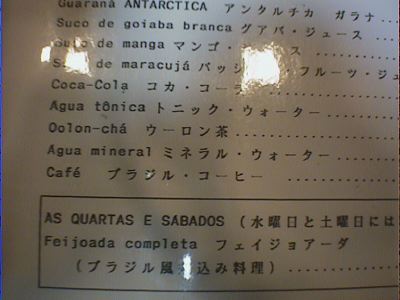 Guaraná ANTARCTICA アンタルチカ ガラナ....
Suco de goiaba branca グアバ・ジュース ....
Suco de manga マンゴ・ ース ........
de maracujá パッシ フルーツ・ジュ
Coca-Cola コカ・コーラ ................
Agua tônica トニック・ウォーター.........
Oolon-chá ウーロン茶..................
Agua mineral ミネラル・ウォーター........
Café ブラジル・コーヒー ............
AS QUARTAS E SABADOS (水曜日と土曜日には
Feijoada completa フェイジョアーダ
(ブラジル風 込み料理)..............